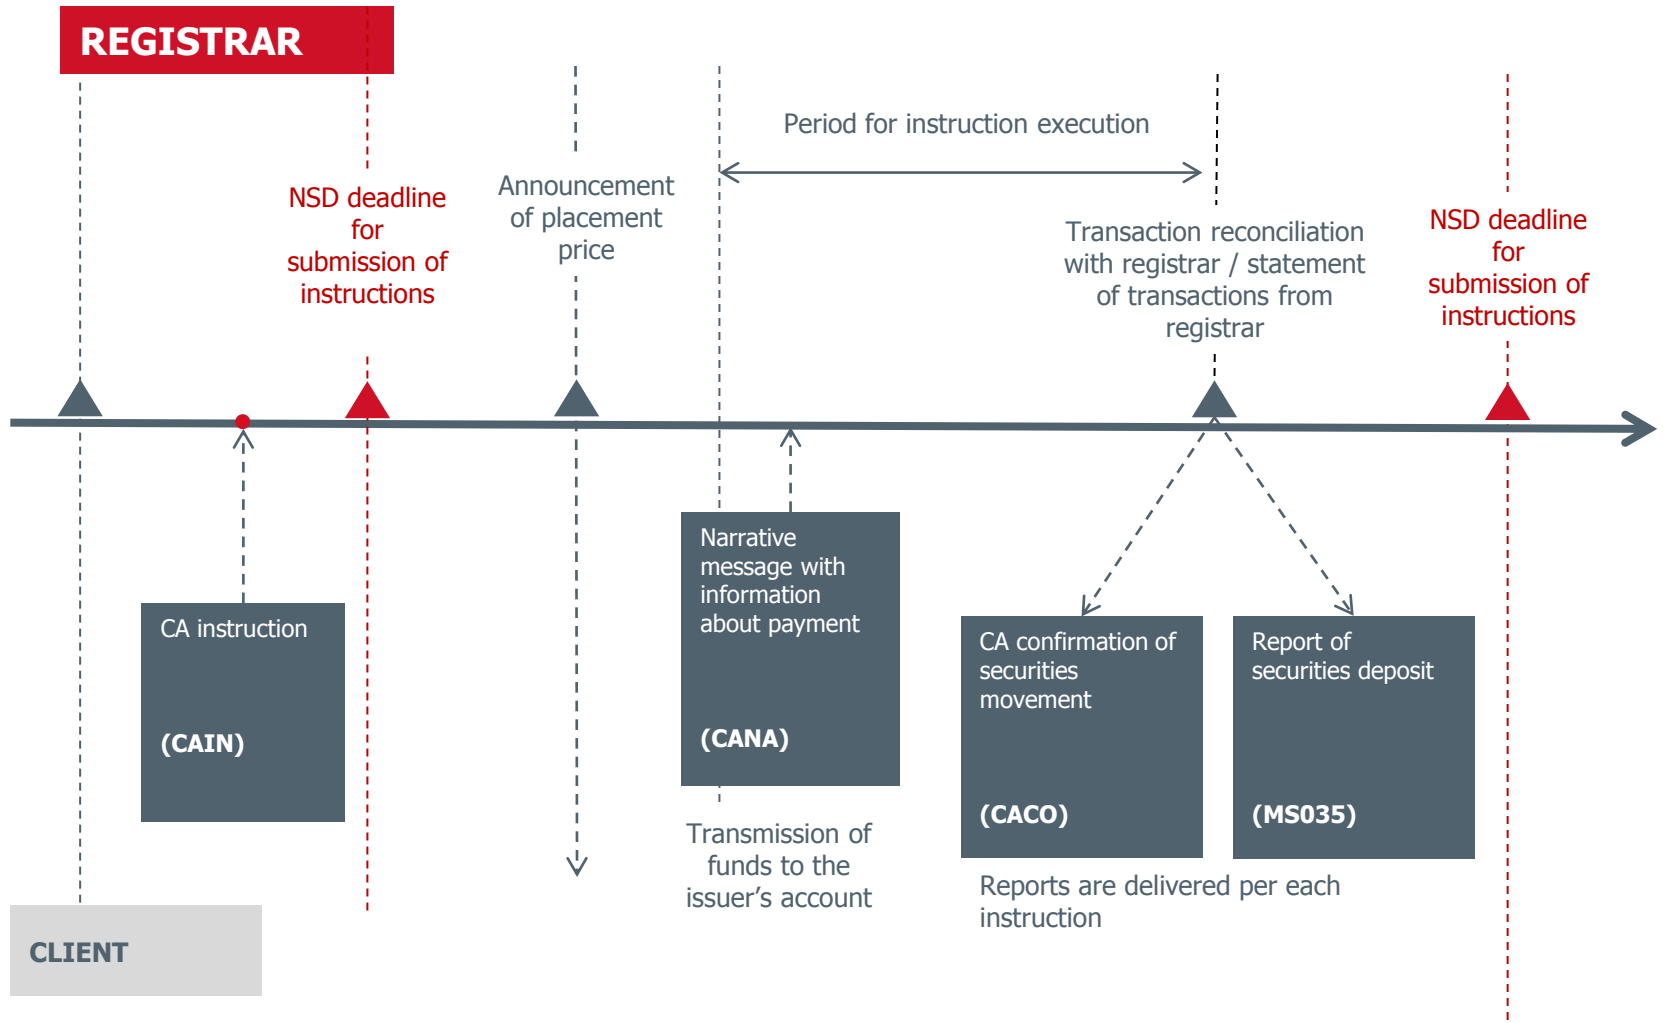 REGISTRAR
Period for instruction execution
NSD deadline
for
submission of
instructions
Announcement
of placement
price
Transaction reconciliation
with registrar / statement
of transactions from
registrar
NSD deadline
for
submission of
instructions
CA instruction
(CAIN)
Narrative
message with
information
about payment
(CANA)
CA confirmation of
securities
movement
(CACO)
Report of
securities deposit
(MS035)
Transmission of
funds to the
issuer’s account
Reports are delivered per each
instruction
CLIENT